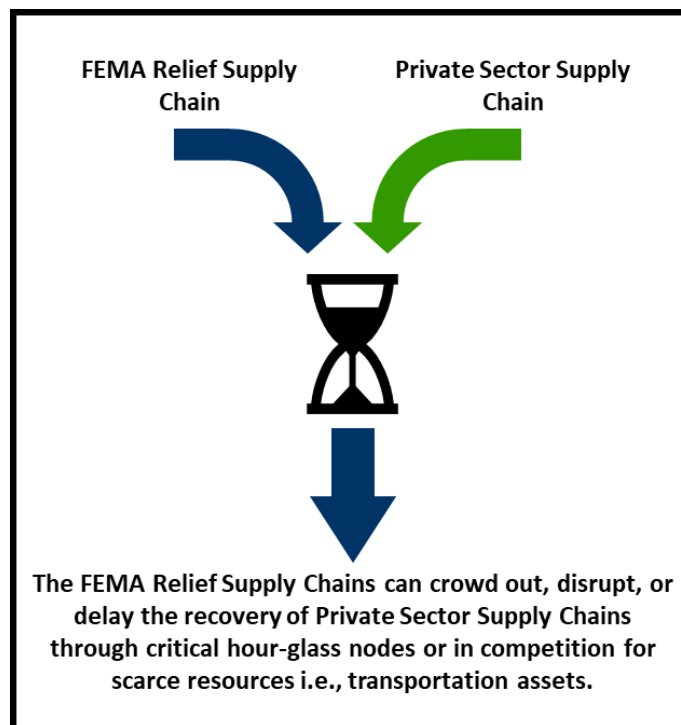 FEMA Relief Supply
Chain
Private Sector Supply
Chain
The FEMA Relief Supply Chains can crowd out, disrupt, or
delay the recovery of Private Sector Supply Chains
through critical hour-glass nodes or in competition for
scarce resources i.e., transportation assets.